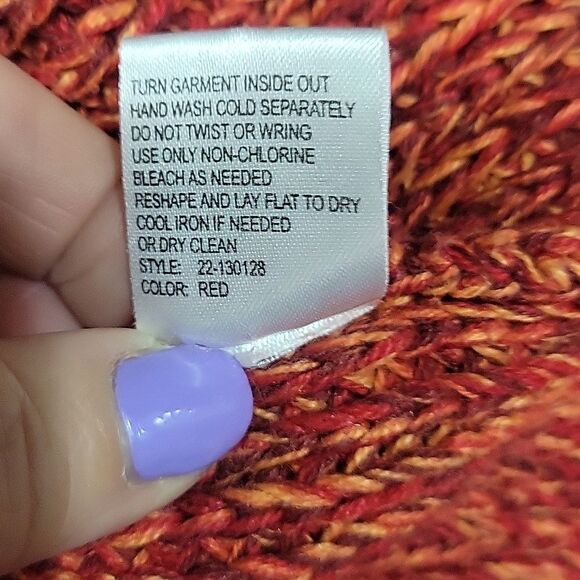 TURN GARMENT INSIDE OUT
HAND WASH COLD SEPARATELY
DO NOT TWIST OR WRING
USE ONLY NON-CHLORINE
BLEACH AS NEEDED
RESHAPE AND LAY FLAT TO DRY
COOL IRON IF NEEDED
OR DRY CLEAN
STYLE: 22-130128
COLOR: RED